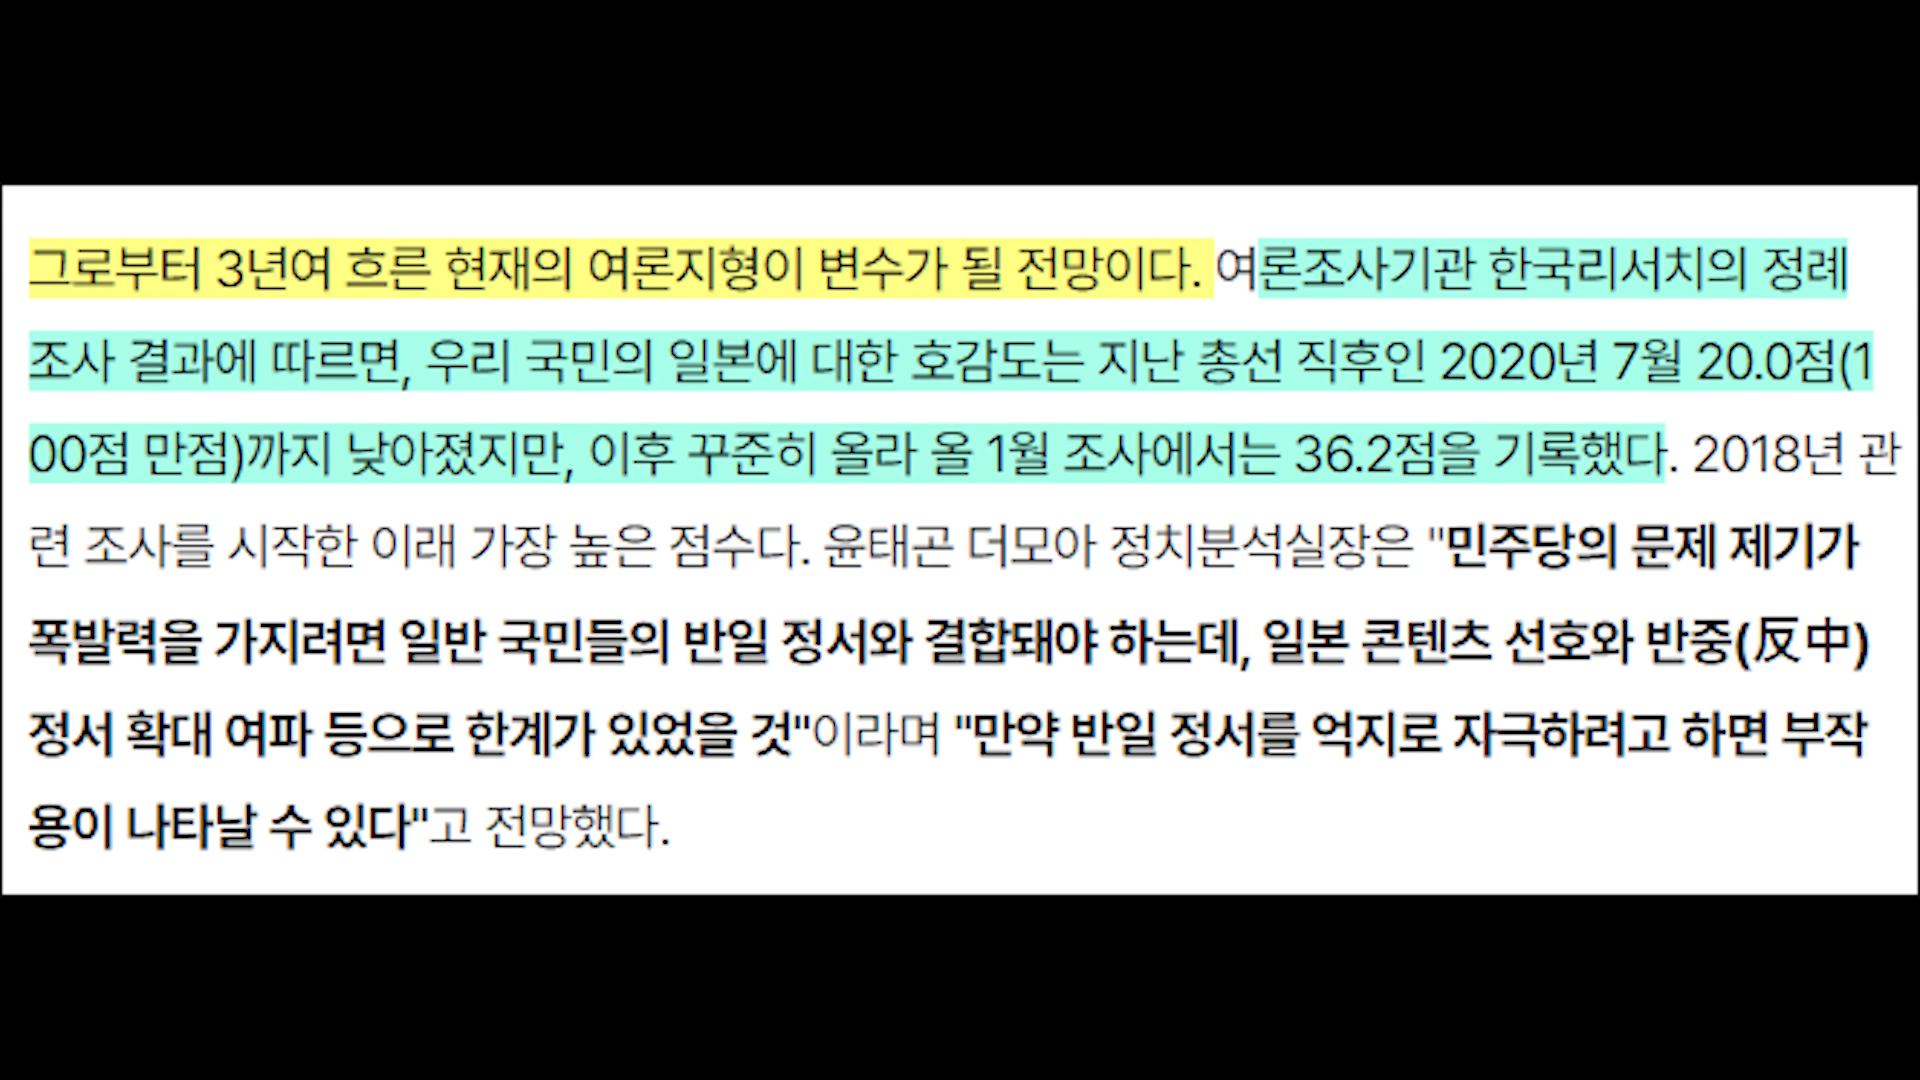 그로부터 3년여 흐른 현재의 여론지형이 변수가 될 전망이다. 여론조사기관 한국리서치의 정례
조사 결과에 따르면, 우리 국민의 일본에 대한 호감도는 지난 총선 직후인 2020년 7월 20.0점(1
00점 만점)까지 낮아졌지만, 이후 꾸준히 올라 올 1월 조사에서는 36.2점을 기록했다. 2018년 관
련 조사를 시작한 이래 가장 높은 점수다. 윤태곤 더모아 정치분석실장은 "민주당의 문제 제기가
폭발력을 가지려면 일반 국민들의 반일 정서와 결합돼야 하는데, 일본 콘텐츠 선호와 반중(反中)
정서 확대 여파 등으로 한계가 있었을 것"이라며 "만약 반일 정서를 억지로 자극하려고 하면 부작
용이 나타날 수 있다"고 전망했다.